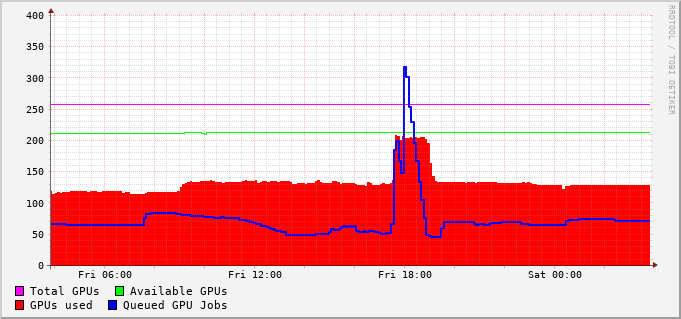 400
350
300
250
200
150
100
50
0
Fri 06:00 Fri 12:00 Fri 18:00 Sat 00:00
Total GPUs Available GPUs
GPUs used Queued GPU Jobs
RRDTOOL / TOBI OETIKER